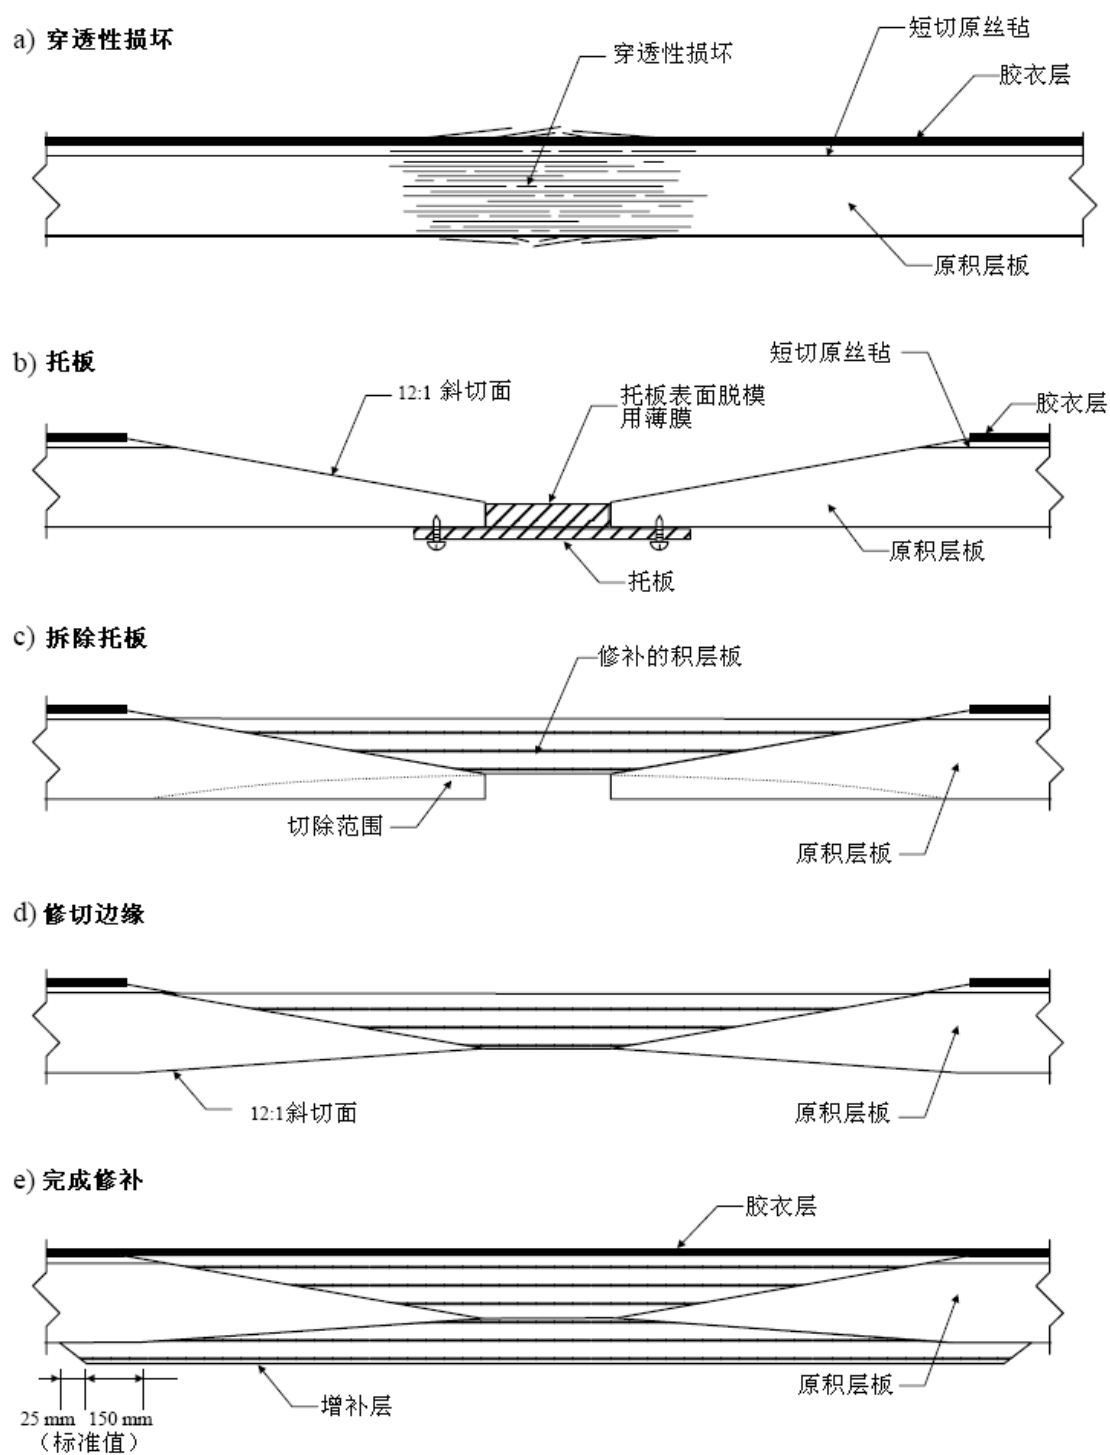 a) 穿透性损坏
短切原丝毡
穿透性损坏
胶衣层
原积层板
b) 托板
短切原丝毡
12:1 斜切面
托板表面脱模
用薄膜
胶衣层
原积层板
托板
c) 拆除托板
修补的积层板
切除范围
原积层板
d) 修切边缘
12:1斜切面
原积层板
e) 完成修补
胶衣层
原积层板
增补层
25 mm 150 mm
(标准值)